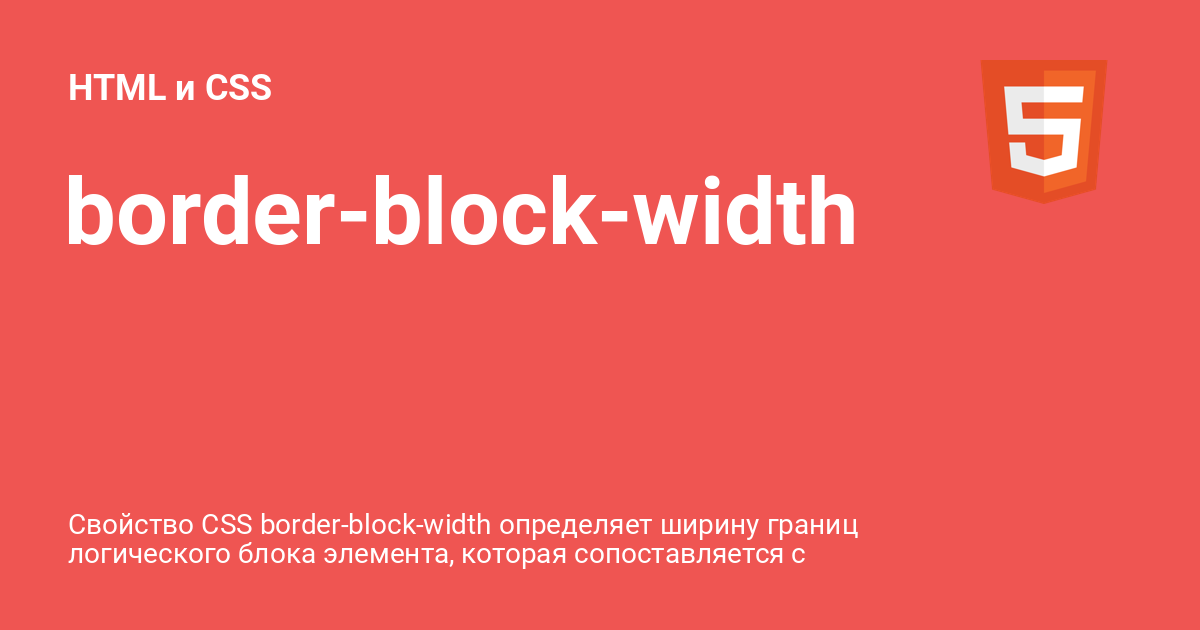 HTML и CSS
border-block-width
Свойство CSS border-block-width определяет ширину границ
логического блока элемента, которая сопоставляется с